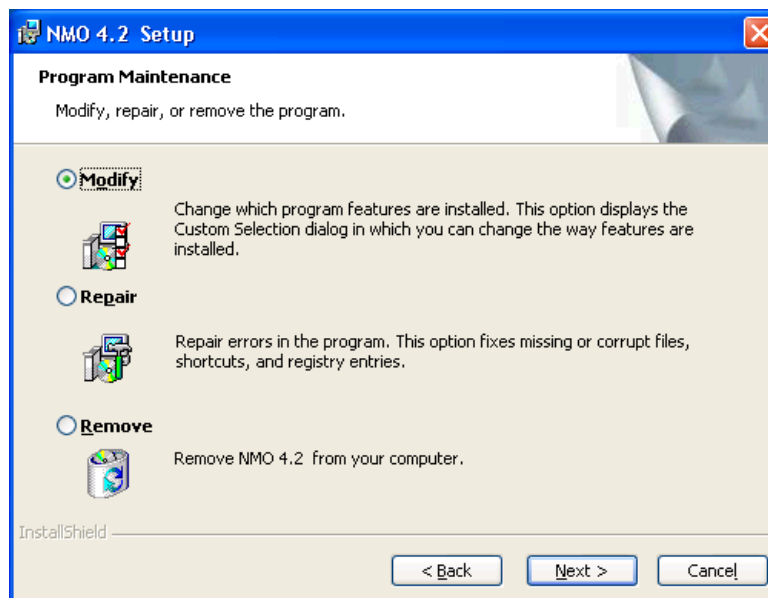 NMO 4.2 Setup
Program Maintenance
Modify, repair, or remove the program.
Modify
Change which program features are installed. This option displays the
Custom Selection dialog in which you can change the way features are
installed.
Repair
Repair errors in the program. This option fixes missing or corrupt files,
shortcuts, and registry entries.
Remove
Remove NMO 4.2 from your computer.
InstallShield
< Back
Next >
Cancel